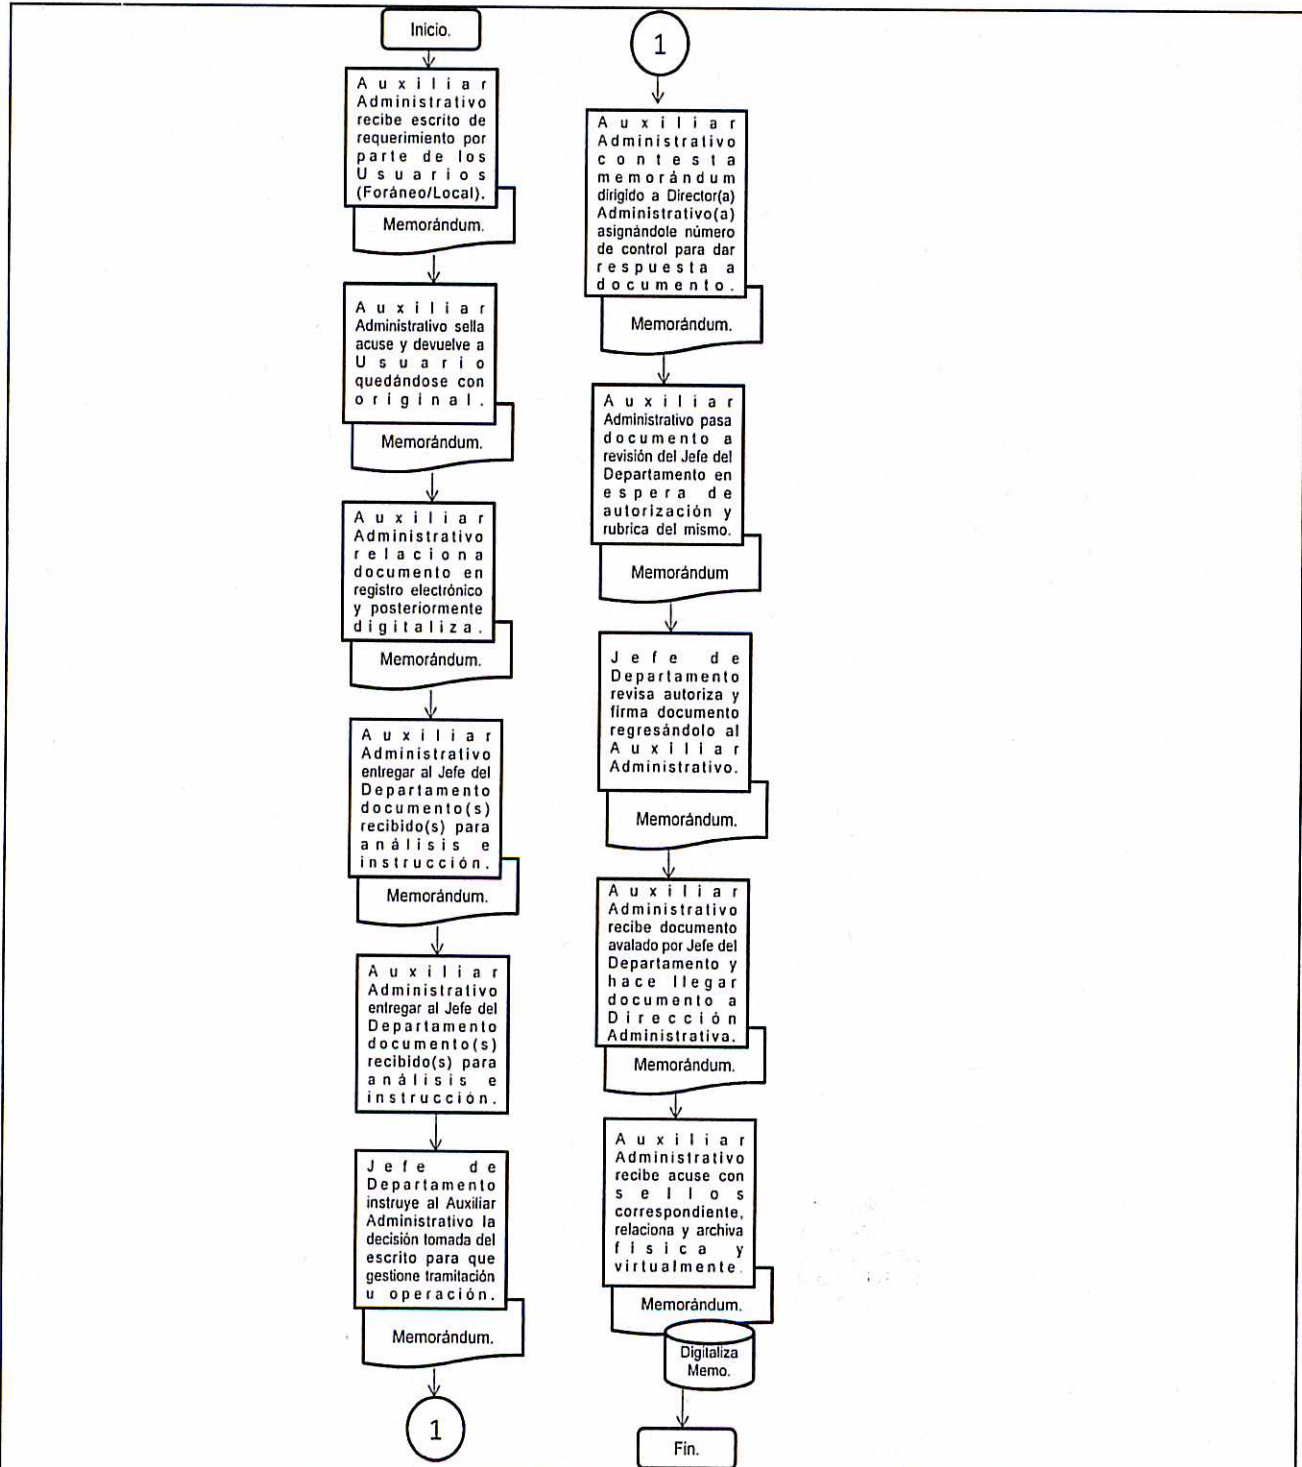 Inicio.
Auxiliar
Administrativo
recibe escrito de
requerimiento por
parte de los
Usuarios
(Foráneo/Local).
Memorándum.
Auxiliar
Administrativo sella
acuse y devuelve a
Usuario
quedándose con
original.
Memorándum.
Auxiliar
Administrativo
relaciona
documento en
registro electrónico
y posteriormente
digitaliza.
Memorándum.
Auxiliar
Administrativo
entregar al Jefe del
Departamento
documento(s)
recibido(s) para
análisis e
instrucción.
Memorándum.
Auxiliar
Administrativo
entregar al Jefe del
Departamento
documento(s)
recibido(s) para
análisis e
instrucción.
Jefe de
Departamento
instruye al Auxiliar
Administrativo la
decisión tomada del
escrito para que
gestione tramitación
u operación.
Memorándum.
1
1
Auxiliar
Administrativo
contesta
memorándum
dirigido a Director(a)
Administrativo(a)
asignándole número
de control para dar
respuesta a
documento.
Memorándum.
Auxiliar
Administrativo pasa
documento a
revisión del Jefe del
Departamento en
espera de
autorización y
rubrica del mismo.
Memorándum
Jefe de
Departamento
revisa autoriza y
firma documento
regresándolo al
Auxiliar
Administrativo.
Memorándum.
Auxiliar
Administrativo
recibe documento
avalado por Jefe del
Departamento y
hace llegar
documento a
Dirección
Administrativa.
Memorándum.
Auxiliar
Administrativo
recibe acuse con
sellos
correspondiente,
relaciona y archiva
física y
virtualmente.
Memorándum.
Digitaliza
Memo.
Fin.